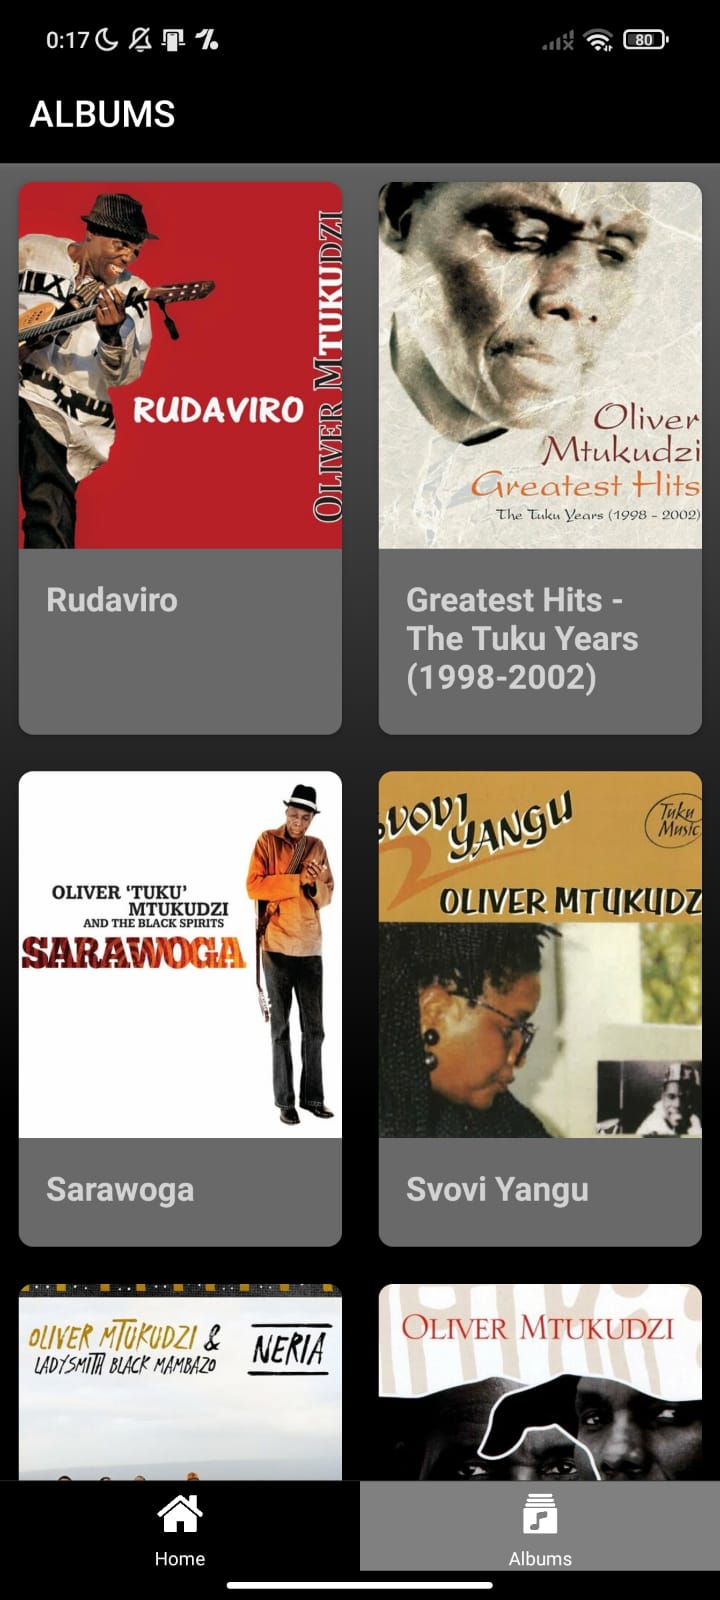 0:17
80
ALBUMS
RUDAVIRO
OLIVER MTUKUDZI
Rudaviro
Oliver
Mtukudzi
Greatest Hits
The Tuku Years (1998 - 2002)
Greatest Hits -
The Tuku Years
(1998-2002)
OLIVER 'TUKU'
MTUKUDZI
AND THE BLACK SPIRITS
SARAWOGA
Sarawoga
SVOVI
YANGU
Tuku
Music
OLIVER MTUKUDZ
Svovi Yangu
OLIVER MTUKUDZI &
LADYSMITH BLACK MAMBAZO
NERIA
OLIVER MTUKUDZI
Home
Albums